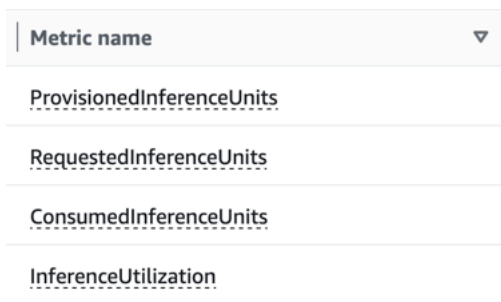 Metric name
ProvisionedInferenceUnits
RequestedInferenceUnits
ConsumedInferenceUnits
InferenceUtilization